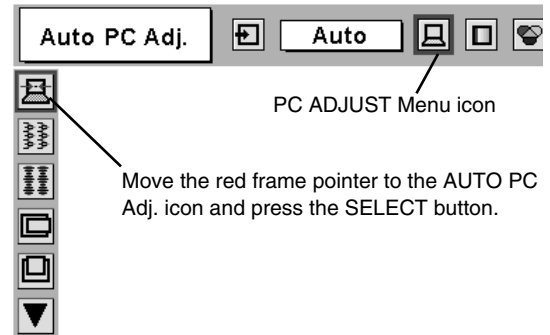 Auto PC Adj.
Auto
PC ADJUST Menu icon
Move the red frame pointer to the AUTO PC
Adj. icon and press the SELECT button.